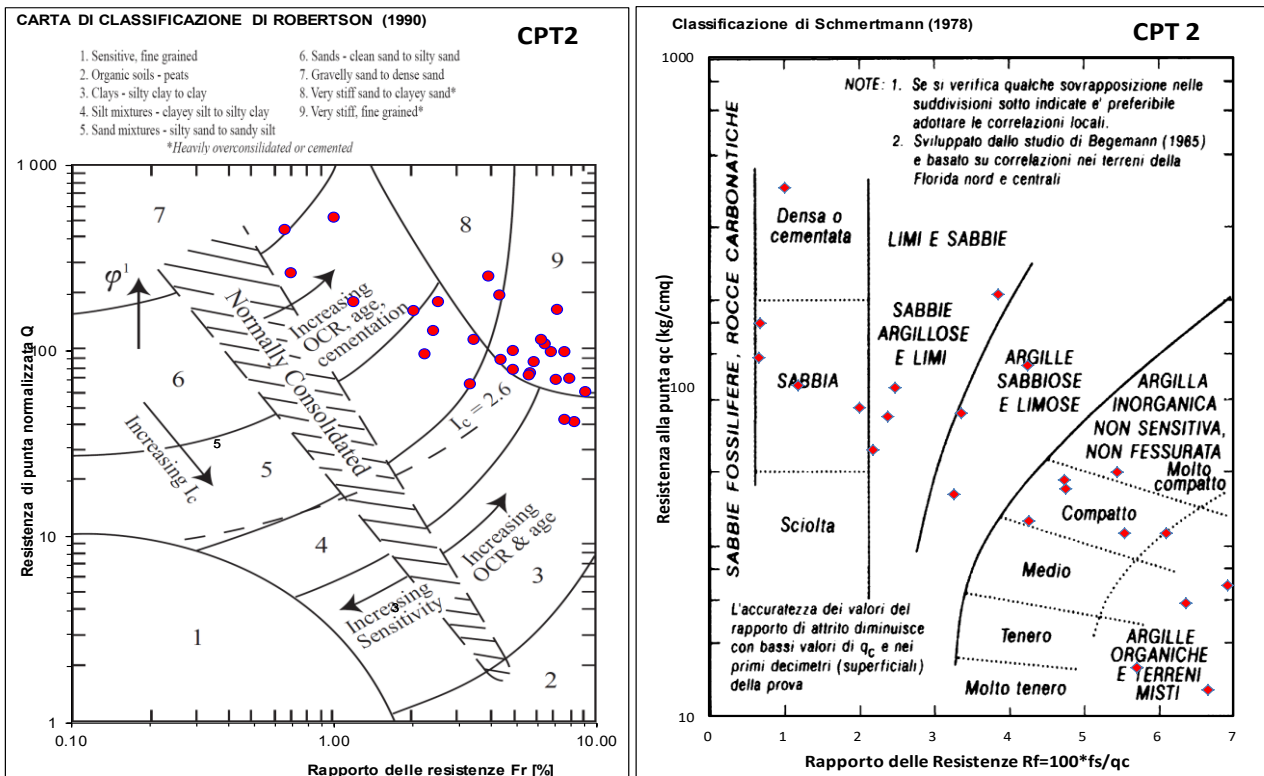 CARTA DI CLASSIFICAZIONE DI ROBERTSON (1990)
CPT2
1. Sensitive, fine grained
2. Organic soils - peats
3. Clays - silty clay to clay
4. Silt mixtures - clayey silt to silty clay
5. Sand mixtures - silty sand to sandy silt
6. Sands - clean sand to silty sand
7. Gravelly sand to dense sand
8. Very stiff sand to clayey sand*
9. Very stiff, fine grained*
*Heavily overconsolidated or cemented
Resistenza di punta normalizzata Q
1 000
100
10
1
7
8
9
φ1
Normally Consolidated
Increasing
OCR, age,
cementation
6
Increasing Ic
5
5
Ic = 2.6
4
Increasing
OCR & age
3
Increasing
Sensitivity
3
1
2
0.10
1.00
10.00
Rapporto delle resistenze Fr [%]
Classificazione di Schmertmann (1978)
CPT 2
NOTE: 1. Se si verifica qualche sovrapposizione nelle
suddivisioni sotto indicate e' preferibile
adottare le correlazioni locali.
2. Sviluppato dallo studio di Begemann (1965)
e basato su correlazioni nei terreni della
Florida nord e centrali
Resistenza alla punta qc (kg/cmq)
1000
100
10
SABBIE FOSSILIFERE, ROCCE CARBONATICHE
Densa o
cementata
LIMI E SABBIE
SABBIE
ARGILLOSE
E LIMI
SABBIA
ARGILLE
SABBIOSE
E LIMOSE
ARGILLA
INORGANICA
NON SENSITIVA,
NON FESSURATA
Molto
compatto
Compatto
Sciolta
Medio
Tenero
Molto tenero
ARGILLE
ORGANICHE
E TERRENI
MISTI
L'accuratezza dei valori del
rapporto di attrito diminuisce
con bassi valori di qc e nei
primi decimetri (superficiali)
della prova
0 1 2 3 4 5 6 7
Rapporto delle Resistenze Rf=100*fs/qc